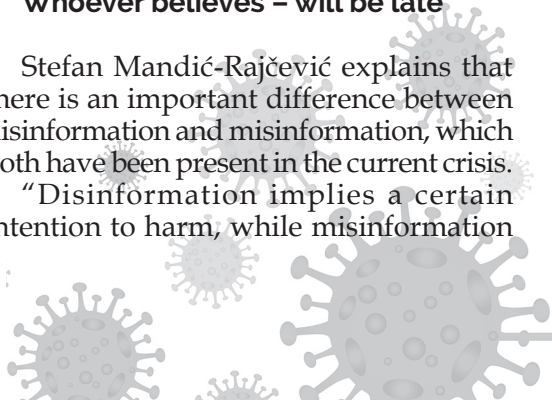 Whoever believes – will be late
Stefan Mandić-Rajčević explains that
here is an important difference between
isinformation and misinformation, which
oth have been present in the current crisis.
“Disinformation implies a certain
ntention to harm, while misinformation